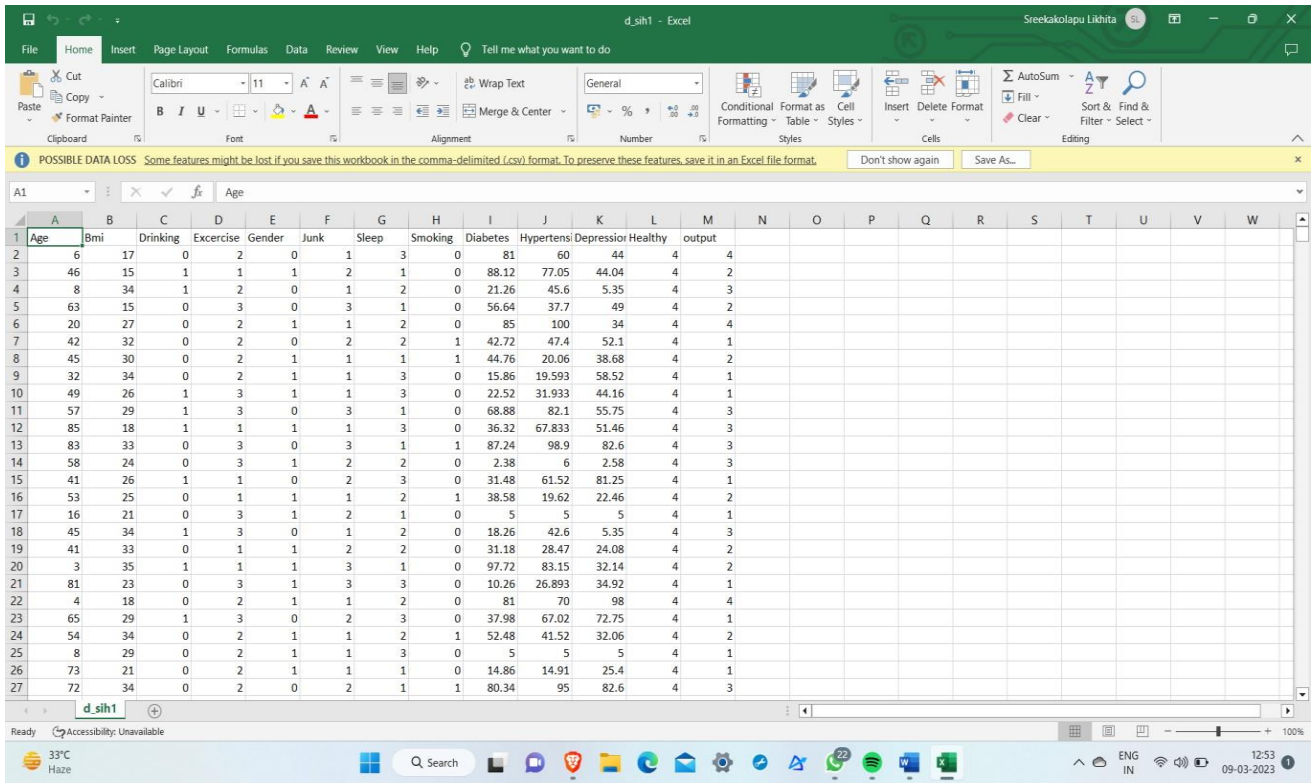 d_sih1 - Excel
Sreekakolapu Likhita SL
File Home Insert Page Layout Formulas Data Review View Help Tell me what you want to do
Paste
Cut
Copy
Format Painter
Clipboard
Calibri 11
B I U
Font
Wrap Text
Merge & Center
Alignment
General
% ,
Number
Conditional Formatting
Format as Table
Cell Styles
Styles
Insert Delete Format
Cells
AutoSum
Fill
Clear
Sort & Filter
Find & Select
Editing
POSSIBLE DATA LOSS Some features might be lost if you save this workbook in the comma-delimited (.csv) format. To preserve these features, save it in an Excel file format. Don't show again Save As...
A1 fx Age
A B C D E F G H I J K L M N O P Q R S T U V W
1 Age Bmi Drinking Excercise Gender Junk Sleep Smoking Diabetes Hypertensi Depression Healthy output
2 6 17 0 2 0 1 3 0 81 60 44 4 4
3 46 15 1 1 1 2 1 0 88.12 77.05 44.04 4 2
4 8 34 1 2 0 1 2 0 21.26 45.6 5.35 4 3
5 63 15 0 3 0 3 1 0 56.64 37.7 49 4 2
6 20 27 0 2 1 1 2 0 85 100 34 4 4
7 42 32 0 2 0 2 2 1 42.72 47.4 52.1 4 1
8 45 30 0 2 1 1 1 1 44.76 20.06 38.68 4 2
9 32 34 0 2 1 1 3 0 15.86 19.593 58.52 4 1
10 49 26 1 3 1 1 3 0 22.52 31.933 44.16 4 1
11 57 29 1 3 0 3 1 0 68.88 82.1 55.75 4 3
12 85 18 1 1 1 1 3 0 36.32 67.833 51.46 4 3
13 83 33 0 3 0 3 1 1 87.24 98.9 82.6 4 3
14 58 24 0 3 1 2 2 0 2.38 6 2.58 4 3
15 41 26 1 1 0 2 3 0 31.48 61.52 81.25 4 1
16 53 25 0 1 1 1 2 1 38.58 19.62 22.46 4 2
17 16 21 0 3 1 2 1 0 5 5 5 4 1
18 45 34 1 3 0 1 2 0 18.26 42.6 5.35 4 3
19 41 33 0 1 1 2 2 0 31.18 28.47 24.08 4 2
20 3 35 1 1 1 3 1 0 97.72 83.15 32.14 4 2
21 81 23 0 3 1 3 3 0 10.26 26.893 34.92 4 1
22 4 18 0 2 1 1 2 0 81 70 98 4 4
23 65 29 1 3 0 2 3 0 37.98 67.02 72.75 4 1
24 54 34 0 2 1 1 2 1 52.48 41.52 32.06 4 2
25 8 29 0 2 1 1 3 0 5 5 5 4 1
26 73 21 0 2 1 1 1 0 14.86 14.91 25.4 4 1
27 72 34 0 2 0 2 1 1 80.34 95 82.6 4 3
d_sih1
Ready Accessibility: Unavailable 100%
33°C
Haze
Search
22
ENG
IN
12:53
09-03-2023
1